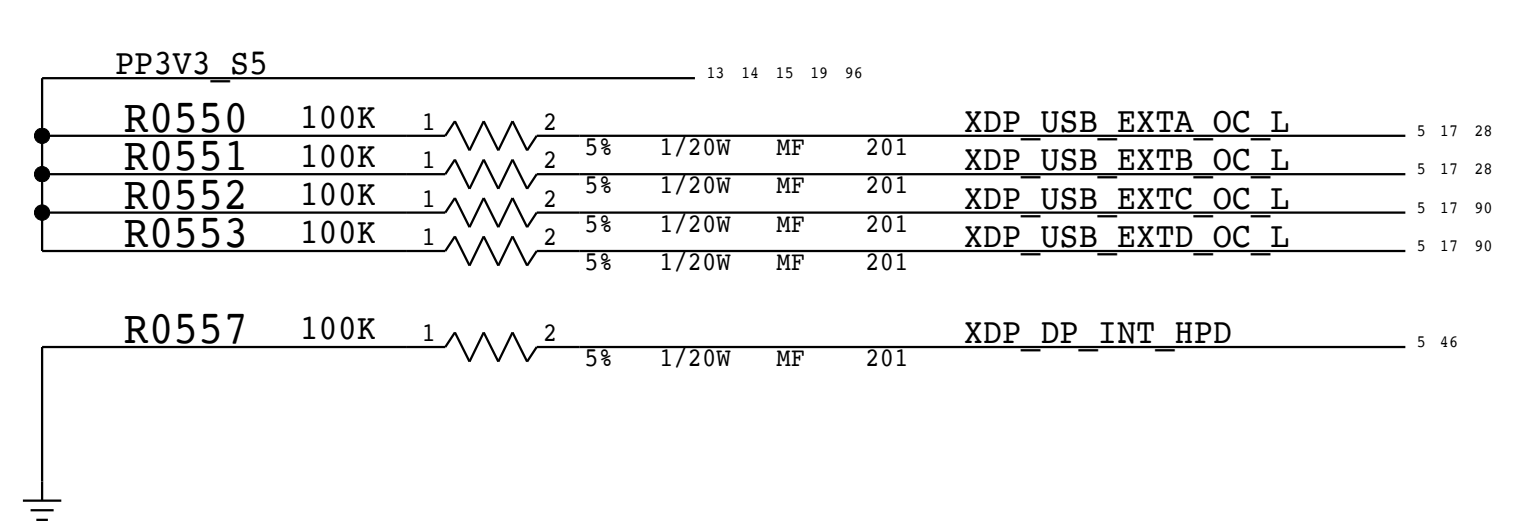 PP3V3_S5 13 14 15 19 96
R0550 100K 1 2 XDP_USB_EXTA_OC_L 5 17 28
5% 1/20W MF 201
R0551 100K 1 2 XDP_USB_EXTB_OC_L 5 17 28
5% 1/20W MF 201
R0552 100K 1 2 XDP_USB_EXTC_OC_L 5 17 90
5% 1/20W MF 201
R0553 100K 1 2 XDP_USB_EXTD_OC_L 5 17 90
5% 1/20W MF 201
R0557 100K 1 2 XDP_DP_INT_HPD 5 46
5% 1/20W MF 201